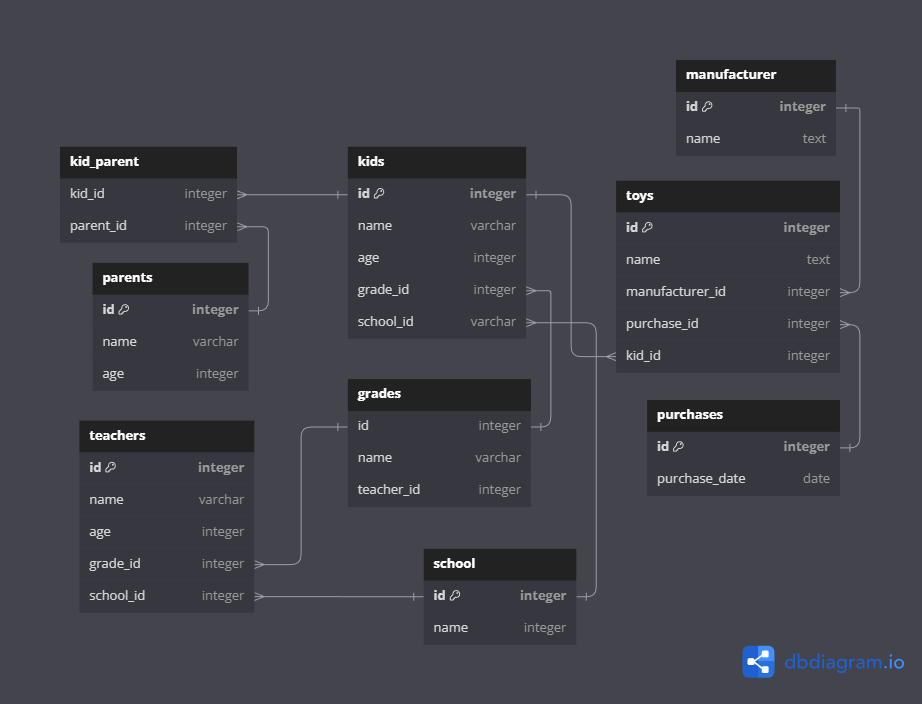 manufacturer
id integer
name text
kid_parent
kid_id integer
parent_id integer
kids
id integer
name varchar
age integer
grade_id integer
school_id varchar
toys
id integer
name text
manufacturer_id integer
purchase_id integer
kid_id integer
parents
id integer
name varchar
age integer
grades
id integer
name varchar
teacher_id integer
purchases
id integer
purchase_date date
teachers
id integer
name varchar
age integer
grade_id integer
school_id integer
school
id integer
name integer
dbdiagram.io